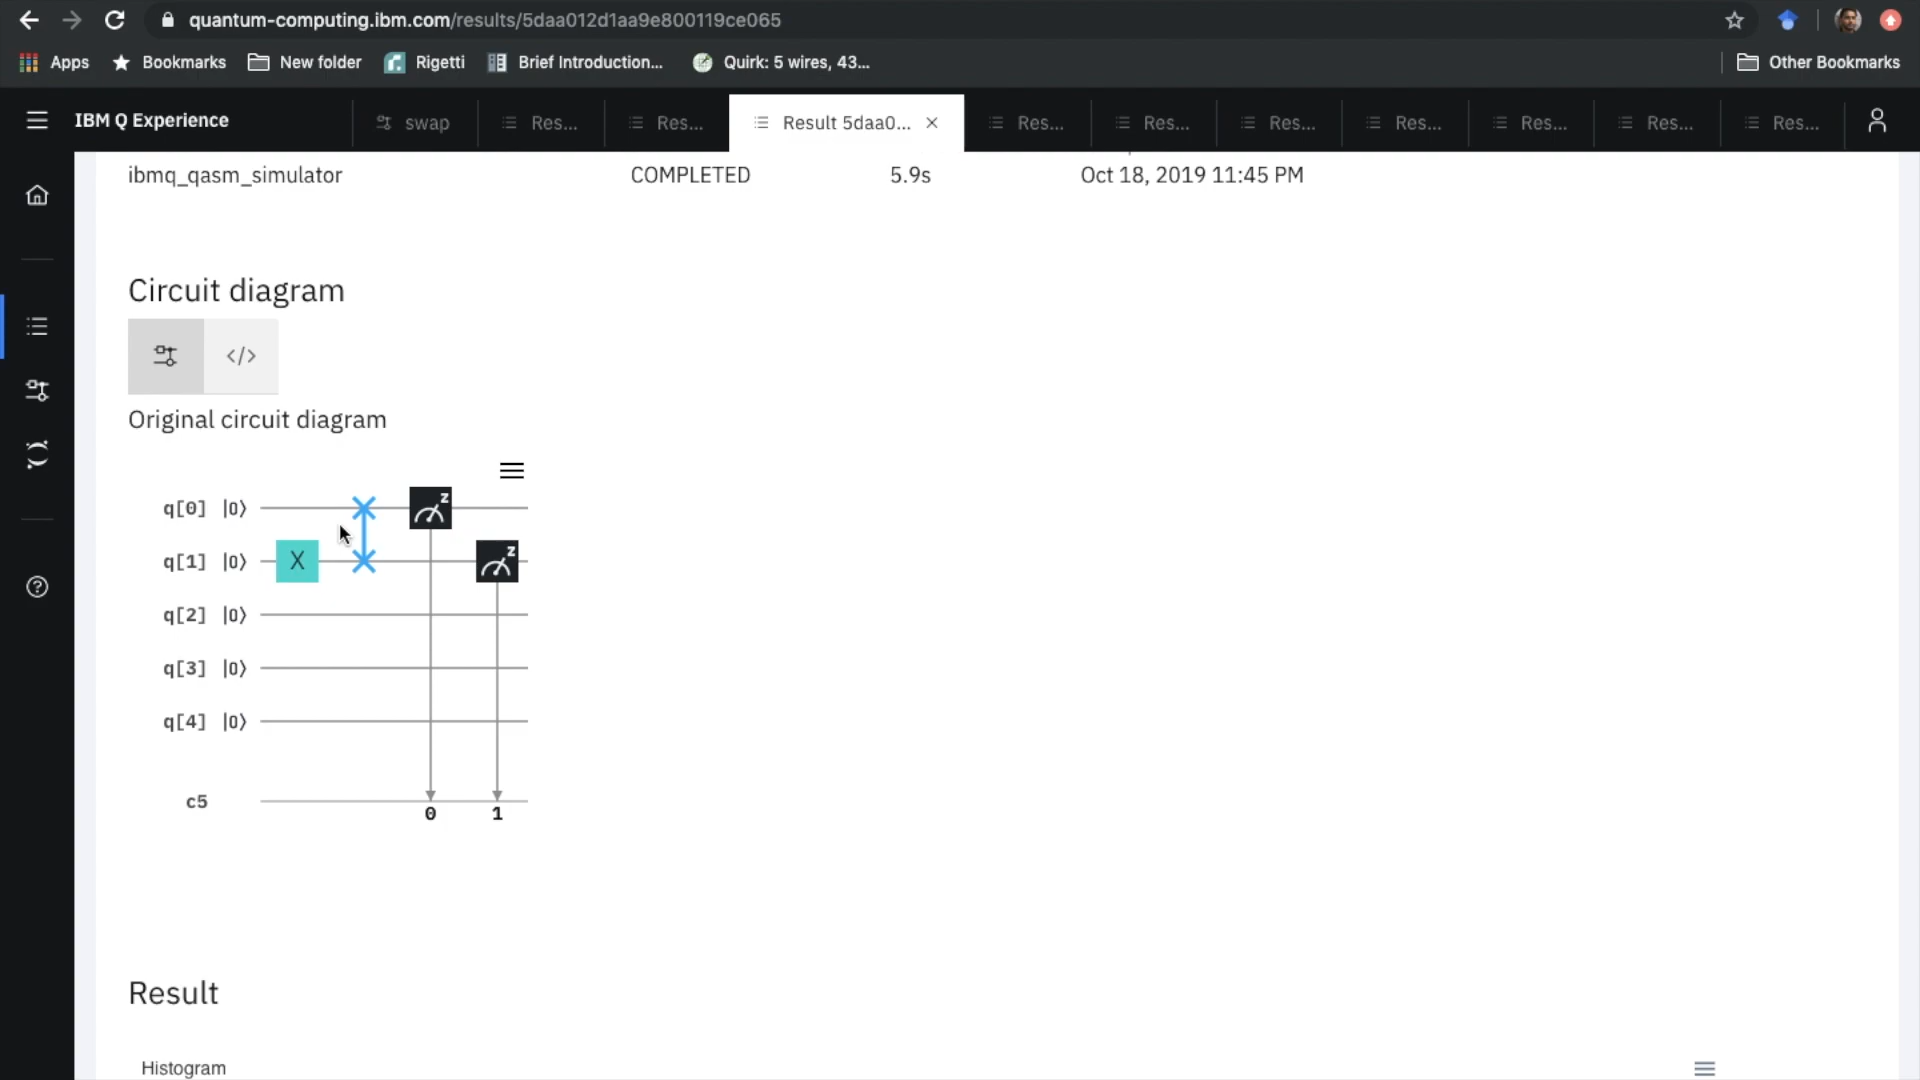 quantum-computing.ibm.com/results/5daa012d1aa9e800119ce065
Apps Bookmarks New folder Rigetti Brief Introduction... Quirk: 5 wires, 43... Other Bookmarks
IBM Q Experience swap Res... Res... Result 5daa0... Res... Res... Res... Res... Res... Res... Res...
ibmq_qasm_simulator COMPLETED 5.9s Oct 18, 2019 11:45 PM
Circuit diagram
</>
Original circuit diagram
q[0] |0⟩ z
q[1] |0⟩ X z
q[2] |0⟩
q[3] |0⟩
q[4] |0⟩
c5
0 1
Result
Histogram